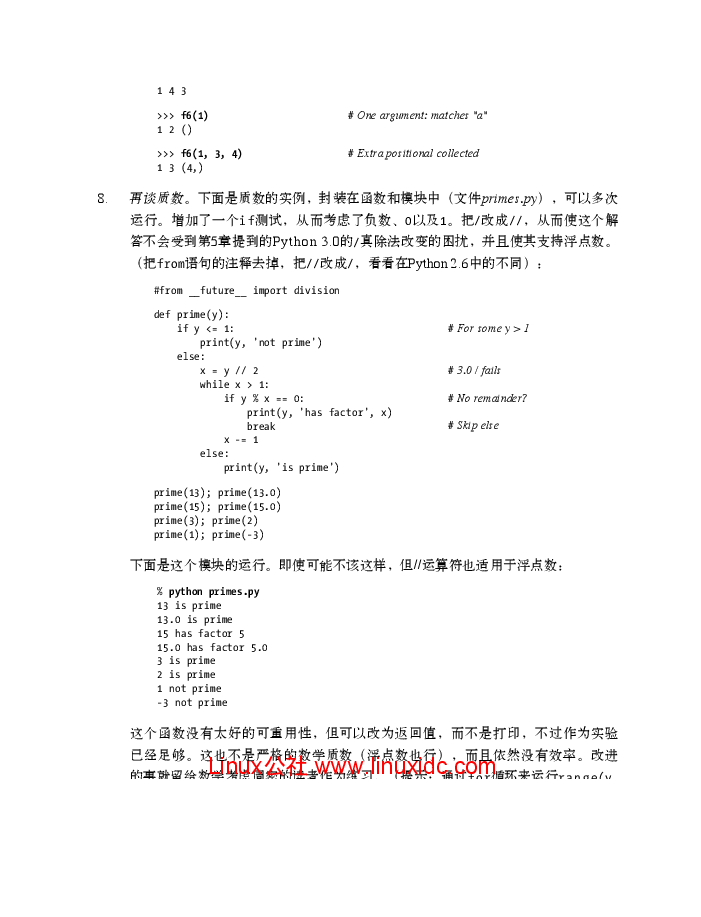 1 4 3
>>> f6(1) # One argument: matches "a"
1 2 ()
>>> f6(1, 3, 4) # Extra positional collected
1 3 (4,)
8. 再谈质数。下面是质数的实例，封装在函数和模块中（文件primes.py），可以多次
运行。增加了一个if测试，从而考虑了负数、0以及1。把/改成//，从而使这个解
答不会受到第5章提到的Python 3.0的/真除法改变的困扰，并且使其支持浮点数。
（把from语句的注释去掉，把//改成/，看看在Python 2.6中的不同）：
#from __future__ import division
def prime(y):
    if y <= 1: # For some y > 1
        print(y, 'not prime')
    else:
        x = y // 2 # 3.0 / fails
        while x > 1:
            if y % x == 0: # No remainder?
                print(y, 'has factor', x)
                break # Skip else
            x -= 1
        else:
            print(y, 'is prime')
prime(13); prime(13.0)
prime(15); prime(15.0)
prime(3); prime(2)
prime(1); prime(-3)
下面是这个模块的运行。即使可能不该这样，但//运算符也适用于浮点数：
% python primes.py
13 is prime
13.0 is prime
15 has factor 5
15.0 has factor 5.0
3 is prime
2 is prime
1 not prime
-3 not prime
这个函数没有太好的可重用性，但可以改为返回值，而不是打印，不过作为实验
已经足够。这也不是严格的数学质数（浮点数也行），而且依然没有效率。改进
Linux公社 www.linuxidc.com
的事就留给数学 的读者作为练习。（提示：通过for循环来运行range(y,